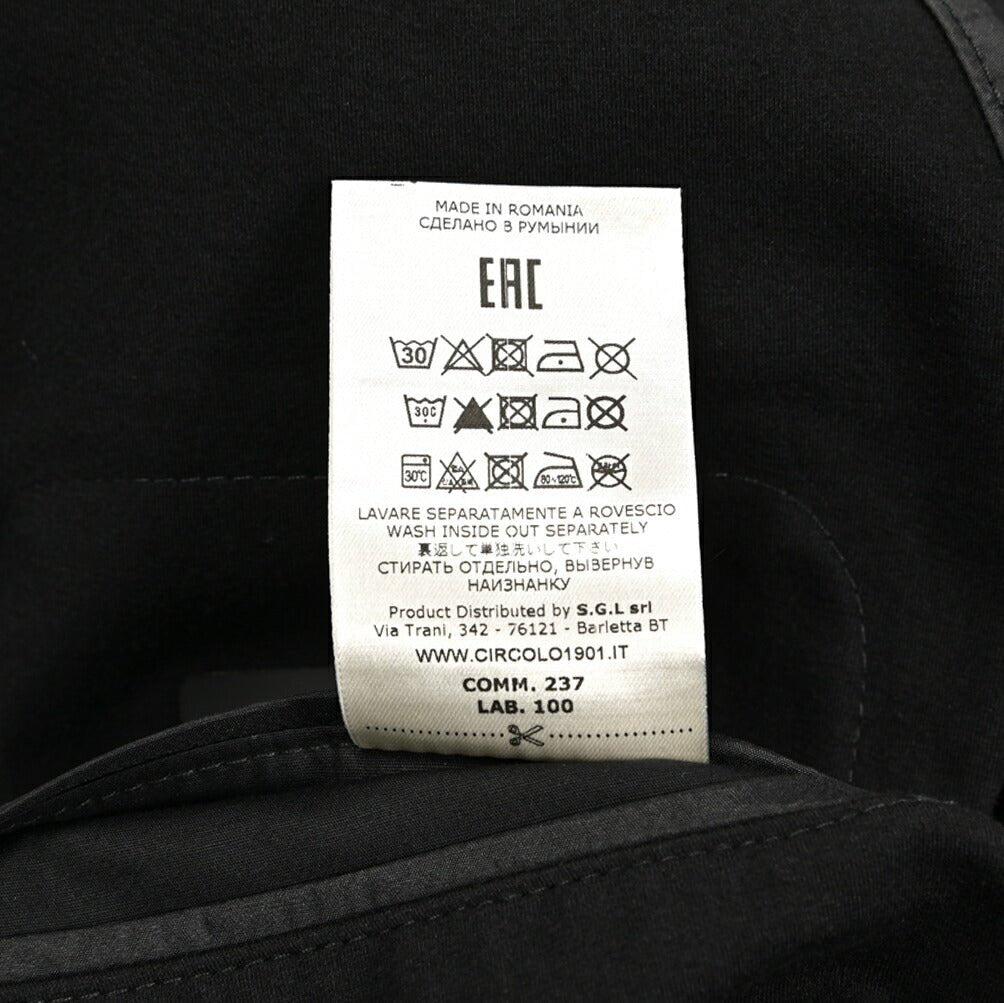 MADE IN ROMANIA
СДЕЛАНО В РУМЫНИИ
EAC
30
30C
30°C 80~120°C
LAVARE SEPARATAMENTE A ROVESCIO
WASH INSIDE OUT SEPARATELY
裏返して単独洗いして下さい
СТИРАТЬ ОТДЕЛЬНО, ВЫЗЕРНУВ
НАИЗНАНКУ
Product Distributed by S.G.L srl
Via Trani, 342 - 76121 - Barletta BT
WWW.CIRCOLO1901.IT
COMM. 237
LAB. 100